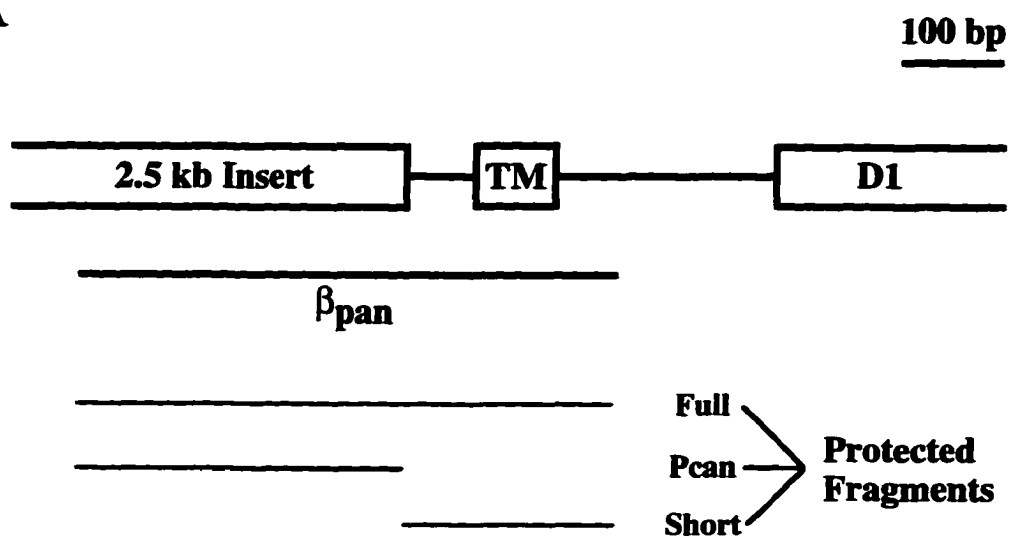 100 bp
2.5 kb Insert
TM
D1
βpan
Full
Pcan
Short
Protected
Fragments